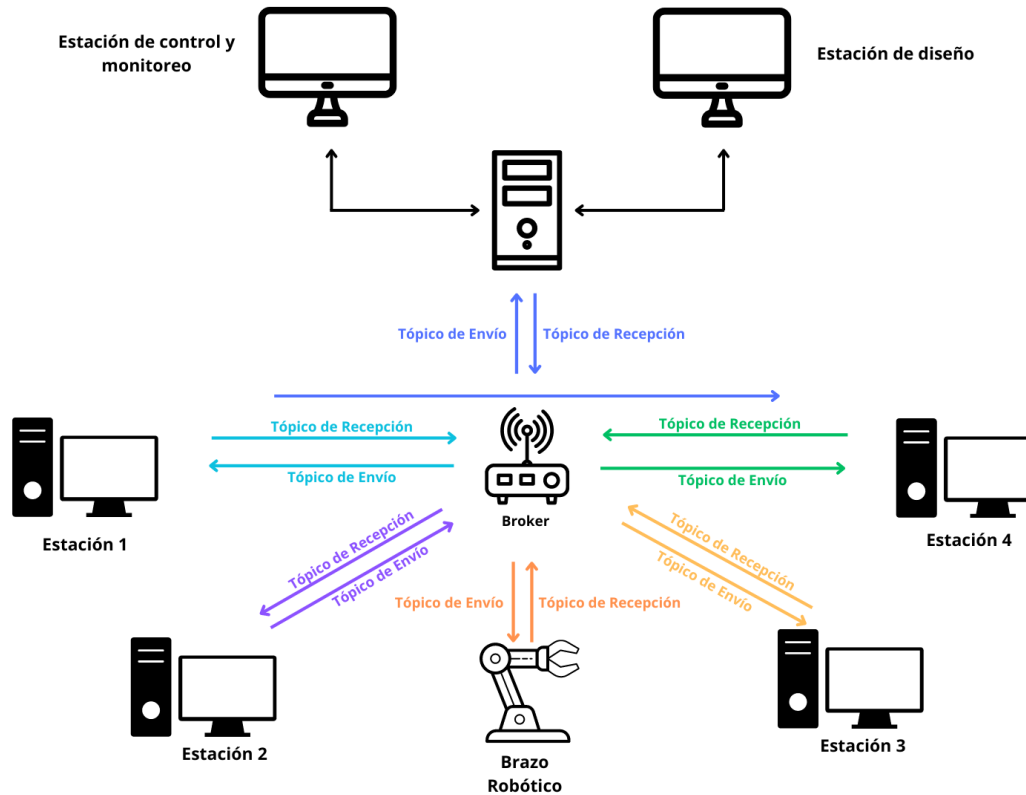 Estación de control y
monitoreo
Estación de diseño
Tópico de Envío
Tópico de Recepción
Tópico de Recepción
Tópico de Envío
Tópico de Recepción
Tópico de Envío
Broker
Estación 1
Estación 4
Tópico de Recepción
Tópico de Envío
Tópico de Recepción
Tópico de Envío
Tópico de Envío
Tópico de Recepción
Estación 2
Estación 3
Brazo
Robótico